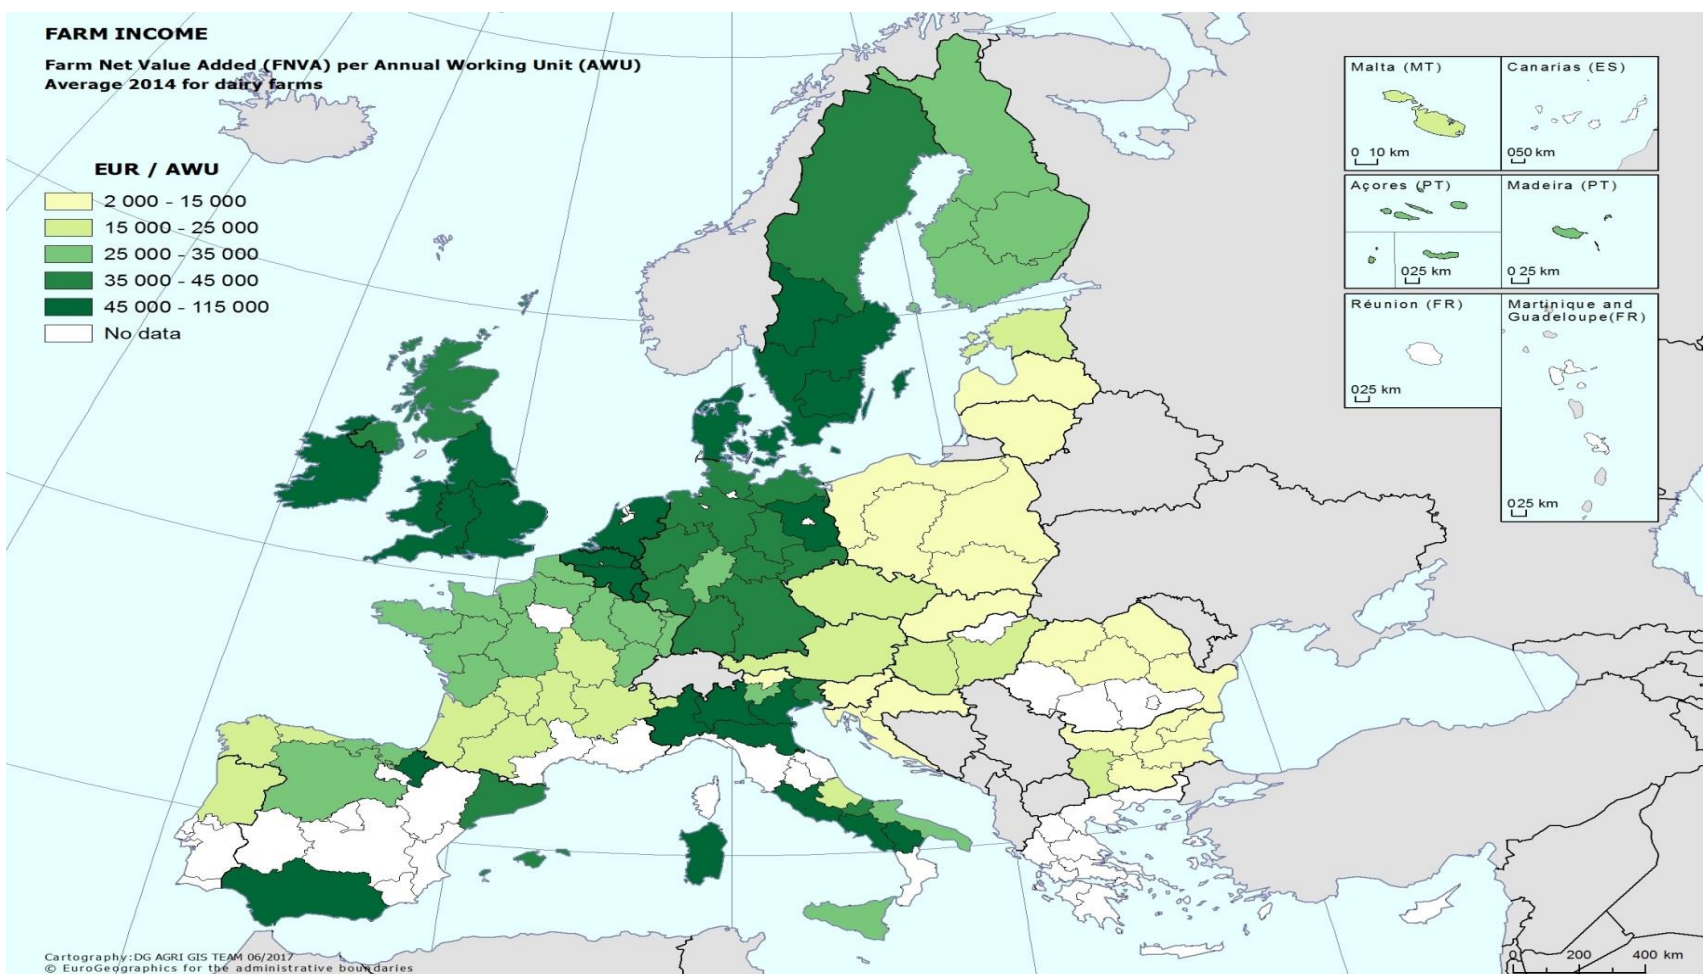 FARM INCOME
Farm Net Value Added (FNVA) per Annual Working Unit (AWU)
Average 2014 for dairy farms
EUR / AWU
2 000 - 15 000
15 000 - 25 000
25 000 - 35 000
35 000 - 45 000
45 000 - 115 000
No data
Malta (MT)
0 10 km
Canarias (ES)
050 km
Açores (PT)
025 km
Madeira (PT)
0 25 km
Réunion (FR)
025 km
Martinique and
Guadeloupe(FR)
025 km
Cartography:DG AGRI GIS TEAM 06/2017
© EuroGeographics for the administrative boundaries
0 200 400 km